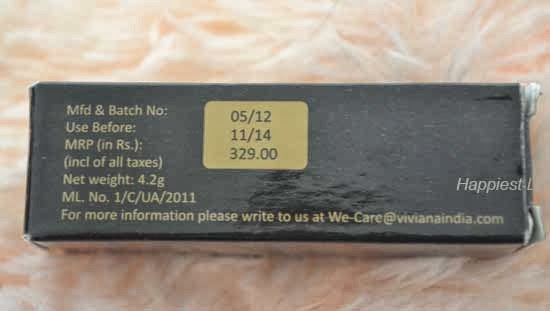 Mfd & Batch No: 05/12
Use Before: 11/14
MRP (in Rs.): 329.00
(incl of all taxes)
Net weight: 4.2g
ML. No. 1/C/UA/2011
For more information please write to us at We-Care@vivianaindia.com
Happiest